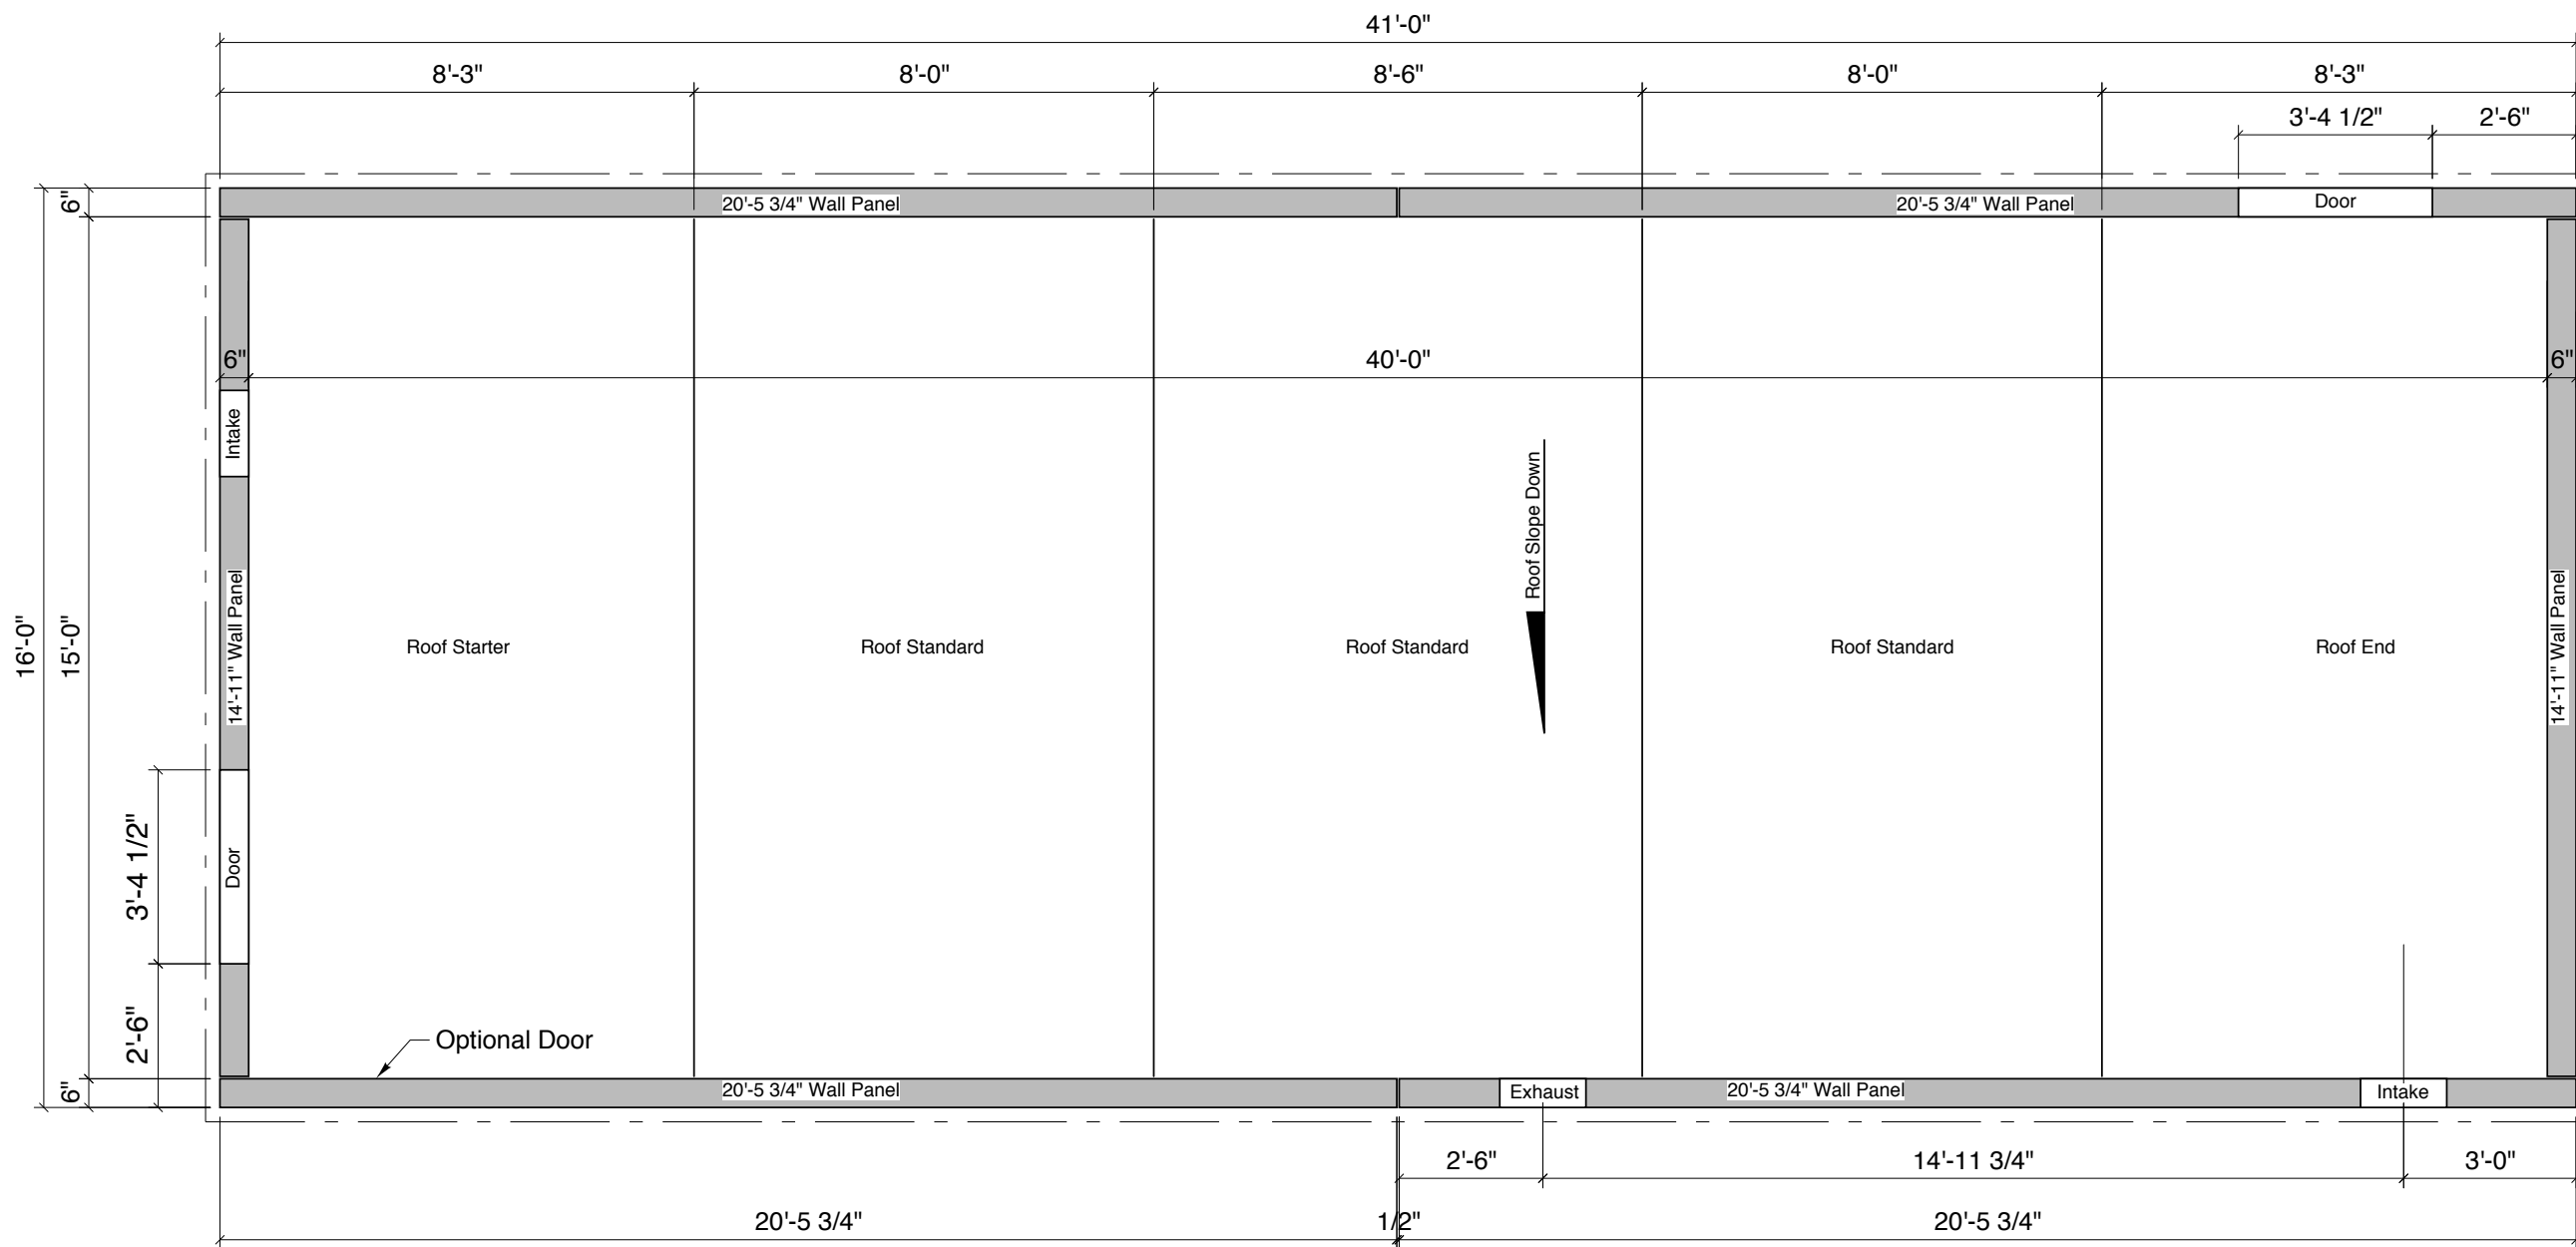 41'-0"
8'-3" 8'-0" 8'-6" 8'-0" 8'-3"
3'-4 1/2" 2'-6"
6"
20'-5 3/4" Wall Panel
20'-5 3/4" Wall Panel
Door
6"
40'-0"
6"
Intake
Roof Slope Down
16'-0"
15'-0"
14'-11" Wall Panel
Roof Starter
Roof Standard
Roof Standard
Roof Standard
Roof End
14'-11" Wall Panel
3'-4 1/2"
Door
2'-6"
Optional Door
6"
20'-5 3/4" Wall Panel
Exhaust
20'-5 3/4" Wall Panel
Intake
2'-6" 14'-11 3/4" 3'-0"
20'-5 3/4" 1/2" 20'-5 3/4"